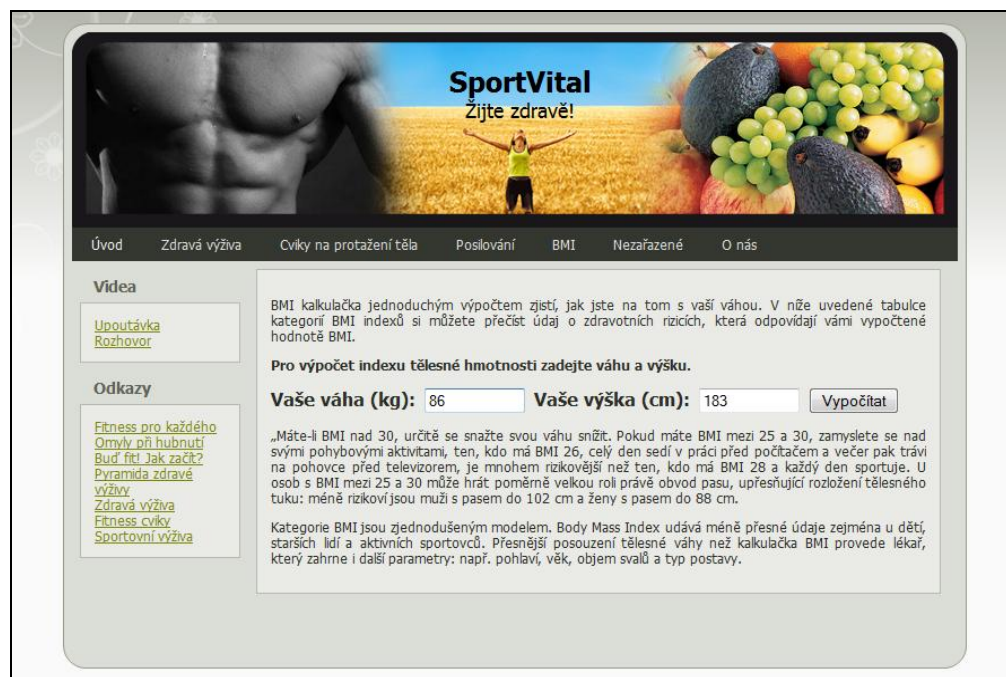 SportVital
Žijte zdravě!
Úvod Zdravá výživa Cviky na protažení těla Posilování BMI Nezařazené O nás
Videa
Upoutávka
Rozhovor
Odkazy
Fitness pro každého
Omyly při hubnutí
Buď fit! Jak začít?
Pyramida zdravé
výživy
Zdravá výživa
Fitness cviky
Sportovní výživa
BMI kalkulačka jednoduchým výpočtem zjistí, jak jste na tom s vaší váhou. V níže uvedené tabulce
kategorií BMI indexů si můžete přečíst údaj o zdravotních rizicích, která odpovídají vámi vypočtené
hodnotě BMI.
Pro výpočet indexu tělesné hmotnosti zadejte váhu a výšku.
Vaše váha (kg): 86 Vaše výška (cm): 183 Vypočítat
„Máte-li BMI nad 30, určitě se snažte svou váhu snížit. Pokud máte BMI mezi 25 a 30, zamyslete se nad
svými pohybovými aktivitami, ten, kdo má BMI 26, celý den sedí v práci před počítačem a večer pak tráví
na pohovce před televizorem, je mnohem rizikovější než ten, kdo má BMI 28 a každý den sportuje. U
osob s BMI mezi 25 a 30 může hrát poměrně velkou roli právě obvod pasu, upřesňující rozložení tělesného
tuku: méně rizikoví jsou muži s pasem do 102 cm a ženy s pasem do 88 cm.
Kategorie BMI jsou zjednodušeným modelem. Body Mass Index udává méně přesné údaje zejména u dětí,
starších lidí a aktivních sportovců. Přesnější posouzení tělesné váhy než kalkulačka BMI provede lékař,
který zahrne i další parametry: např. pohlaví, věk, objem svalů a typ postavy.